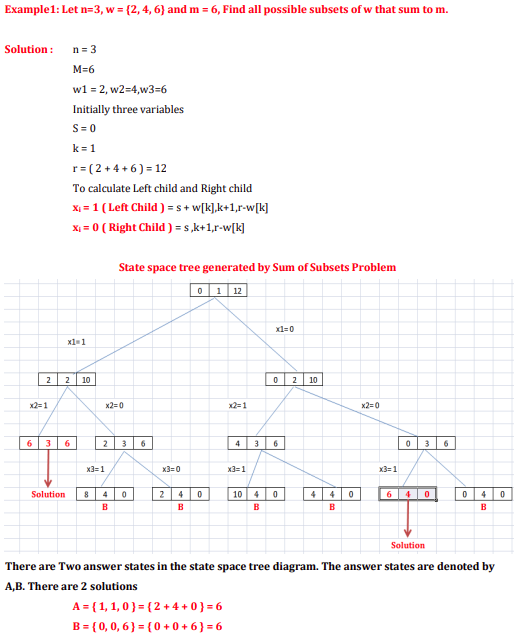 Example1: Let n=3, w = {2, 4, 6} and m = 6, Find all possible subsets of w that sum to m.
Solution : n = 3
M=6
w1 = 2, w2=4,w3=6
Initially three variables
S = 0
k = 1
r = ( 2 + 4 + 6 ) = 12
To calculate Left child and Right child
xᵢ = 1 ( Left Child ) = s + w[k],k+1,r-w[k]
xᵢ = 0 ( Right Child ) = s ,k+1,r-w[k]
State space tree generated by Sum of Subsets Problem
0 1 12
x1=0
x1=1
2 2 10 0 2 10
x2=1 x2=0 x2=1 x2=0
6 3 6 2 3 6 4 3 6 0 3 6
x3=1 x3=0 x3=1 x3=1
Solution 8 4 0 2 4 0 10 4 0 4 4 0 6 4 0 0 4 0
B B B B B
Solution
There are Two answer states in the state space tree diagram. The answer states are denoted by
A,B. There are 2 solutions
A = { 1, 1, 0 } = { 2 + 4 + 0 } = 6
B = { 0, 0, 6 } = { 0 + 0 + 6 } = 6